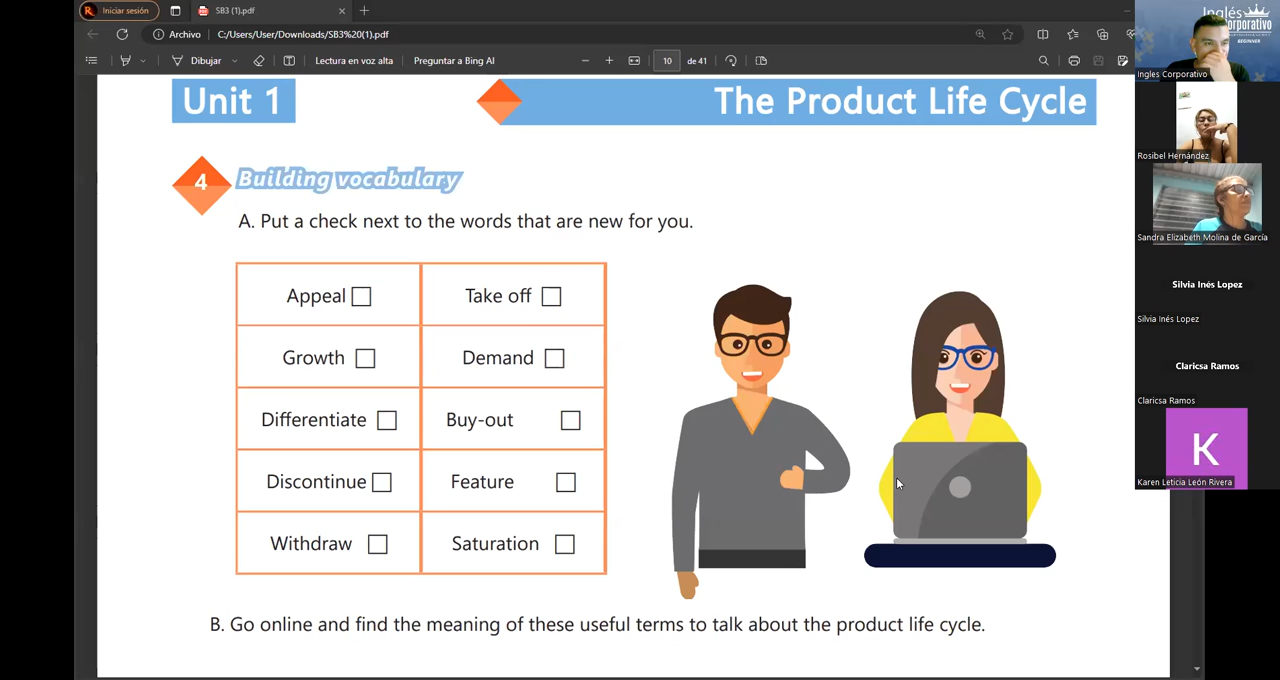 Iniciar sesión
SB3 (1).pdf
Archivo
C:/Users/User/Downloads/SB3%20(1).pdf
Dibujar
Lectura en voz alta
Preguntar a Bing AI
10
de 41
Unit 1
The Product Life Cycle
4
Building vocabulary
A. Put a check next to the words that are new for you.
Appeal
Take off
Growth
Demand
Differentiate
Buy-out
Discontinue
Feature
Withdraw
Saturation
B. Go online and find the meaning of these useful terms to talk about the product life cycle.
Inglés
Corporativo
BEGINNER
Ingles Corporativo
Rosibel Hernández
Sandra Elizabeth Molina de García
Silvia Inés Lopez
Silvia Inés Lopez
Claricsa Ramos
Claricsa Ramos
K
Karen Leticia León Rivera